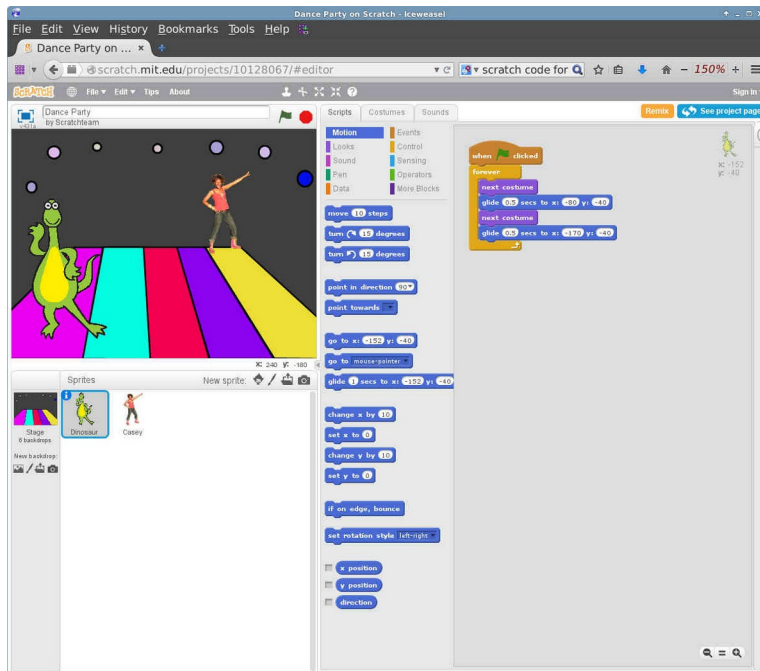 Dance Party on Scratch - Iceweasel
File Edit View History Bookmarks Tools Help
Dance Party on ... ×
scratch.mit.edu/projects/10128067/#editor
scratch code for
- 150% +
SCRATCH File Edit Tips About
Sign in
Dance Party
by Scratchteam
v431a
Scripts Costumes Sounds
Remix
See project page
Motion Events
Looks Control
Sound Sensing
Pen Operators
Data More Blocks
move 10 steps
turn 15 degrees
turn 15 degrees
point in direction 90
point towards
go to x: -152 y: -40
go to mouse-pointer
glide 1 secs to x: -152 y: -40
change x by 10
set x to 0
change y by 10
set y to 0
if on edge, bounce
set rotation style left-right
x position
y position
direction
when clicked
forever
next costume
glide 0.5 secs to x: -80 y: -40
next costume
glide 0.5 secs to x: -170 y: -40
x: -152
y: -40
X: 240 y: -180
Sprites
New sprite:
Stage
6 backdrops
New backdrop:
Dinosaur
Casey